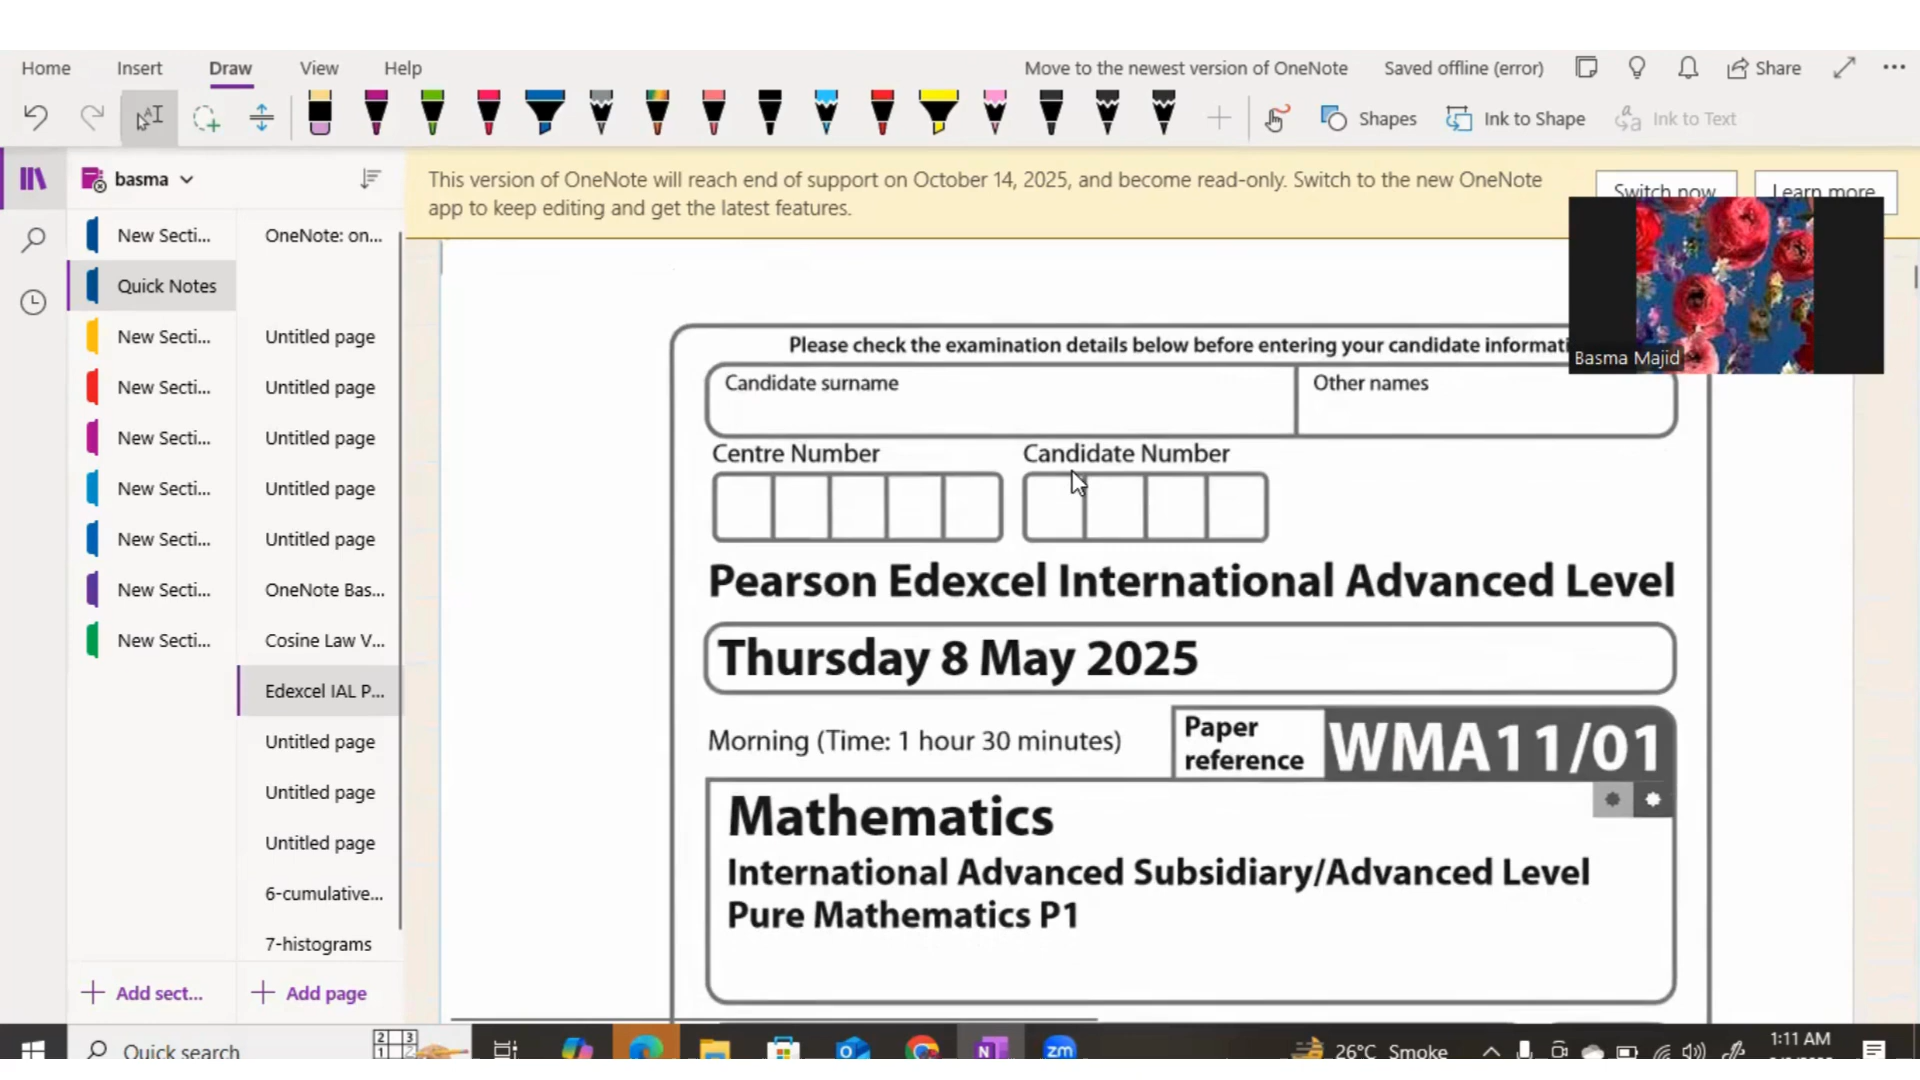 Home Insert Draw View Help Move to the newest version of OneNote Saved offline (error) Share
Shapes Ink to Shape Ink to Text
basma
This version of OneNote will reach end of support on October 14, 2025, and become read-only. Switch to the new OneNote
app to keep editing and get the latest features.
Switch now Learn more
New Secti...
Quick Notes
New Secti...
New Secti...
New Secti...
New Secti...
New Secti...
New Secti...
New Secti...
Add sect...
OneNote: on...
Untitled page
Untitled page
Untitled page
Untitled page
Untitled page
OneNote Bas...
Cosine Law V...
Edexcel IAL P...
Untitled page
Untitled page
Untitled page
6-cumulative...
7-histograms
Add page
Basma Majid
Please check the examination details below before entering your candidate informati
Candidate surname Other names
Centre Number Candidate Number
Pearson Edexcel International Advanced Level
Thursday 8 May 2025
Morning (Time: 1 hour 30 minutes)
Paper
reference
WMA11/01
Mathematics
International Advanced Subsidiary/Advanced Level
Pure Mathematics P1
Quick search
26°C Smoke
1:11 AM